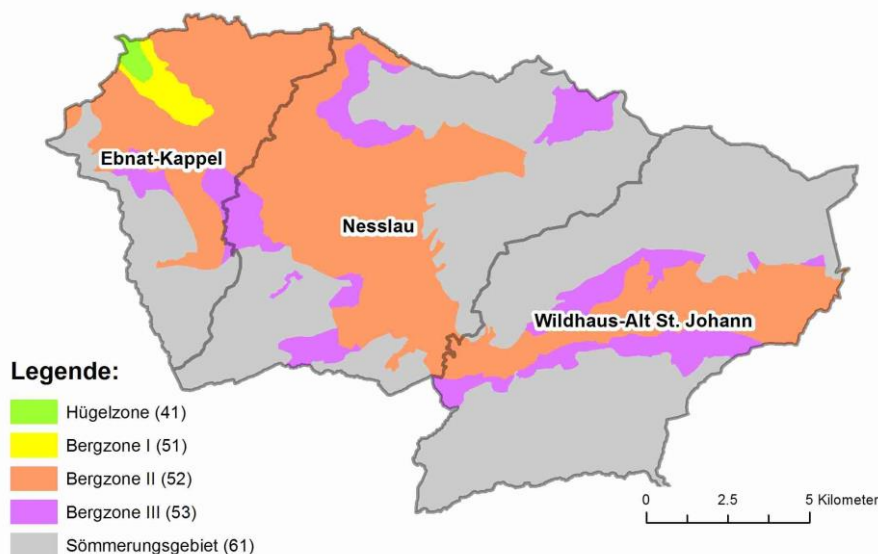 Ebnat-Kappel
Nesslau
Wildhaus-Alt St. Johann
Legende:
Hügelzone (41)
Bergzone I (51)
Bergzone II (52)
Bergzone III (53)
Sömmerungsgebiet (61)
0 2.5 5 Kilometer